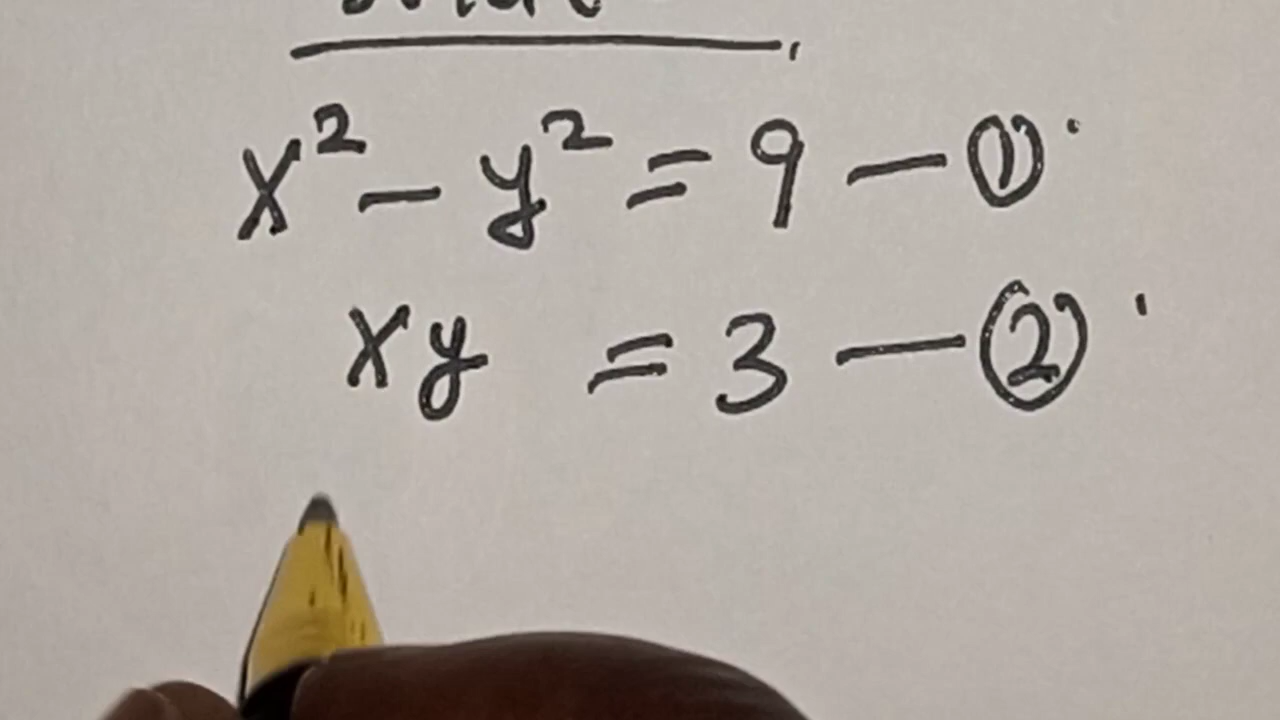 x² - y² = 9 — ①
xy = 3 — ②